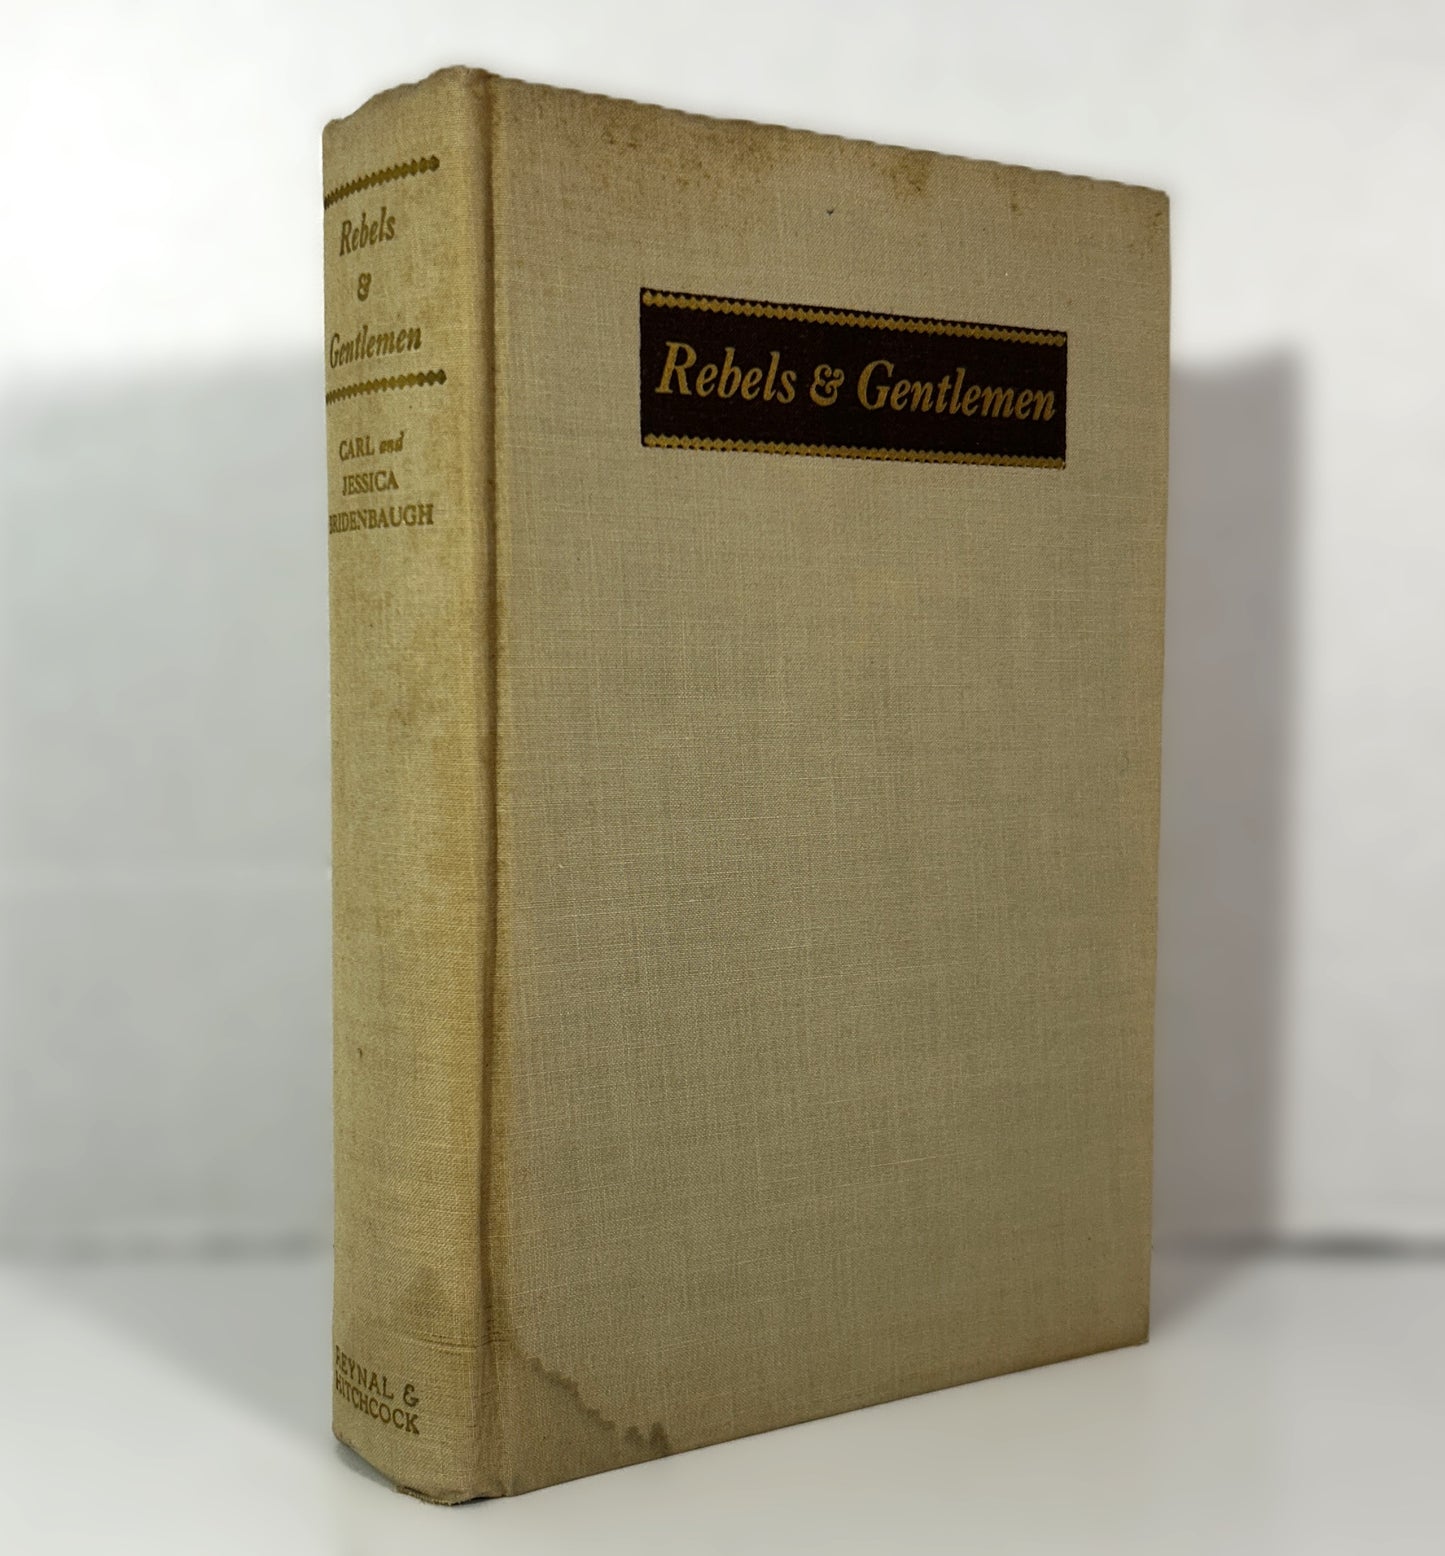 Rebels
&
Gentlemen
CARL and
JESSICA
BRIDENBAUGH
REYNAL &
HITCHCOCK
Rebels & Gentlemen